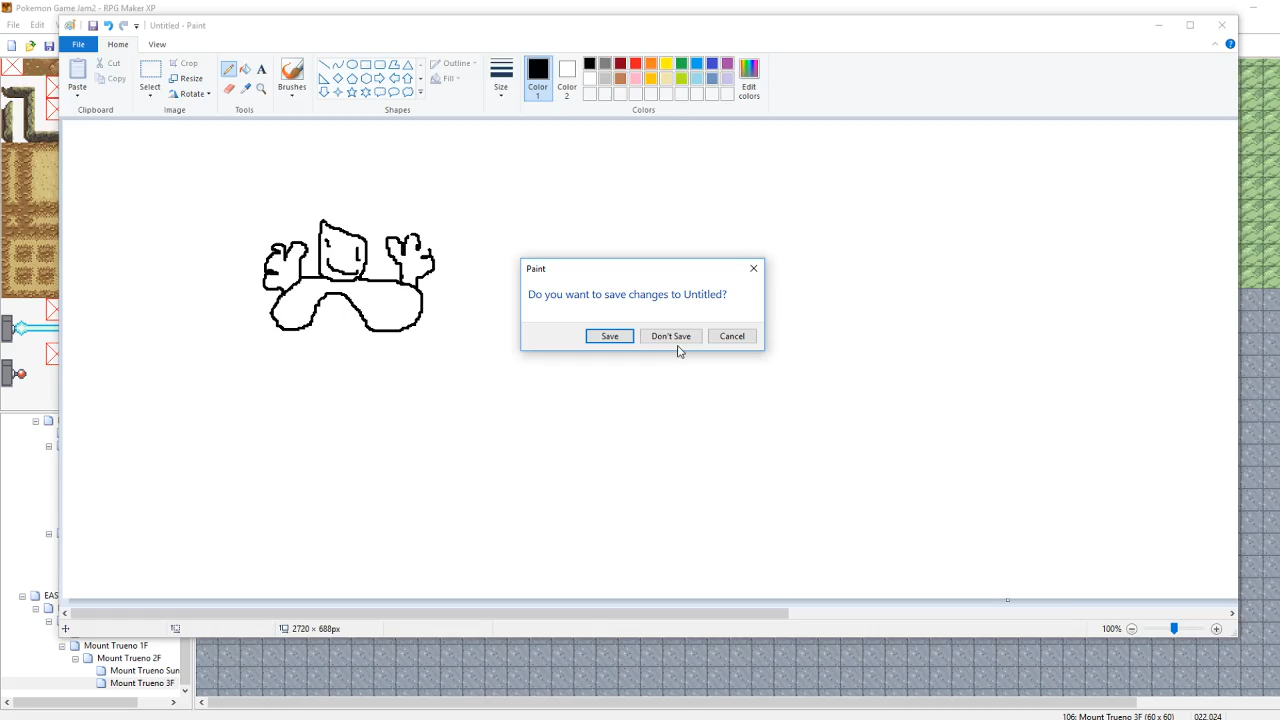 Pokemon Game Jam2] - RPG Maker XP
Untitled - Paint
File Edit
File Home View
Paste Cut Copy Clipboard
Select Crop Resize Rotate Image
Tools
Brushes
Outline Fill Shapes
Size
Color 1
Color 2
Edit colors
Colors
Paint
Do you want to save changes to Untitled?
Save Don't Save Cancel
EAS
2720 × 688px
100%
Mount Trueno 1F
Mount Trueno 2F
Mount Trueno Sun
Mount Trueno 3F
106: Mount Trueno 3F (60 x 60) 022.024